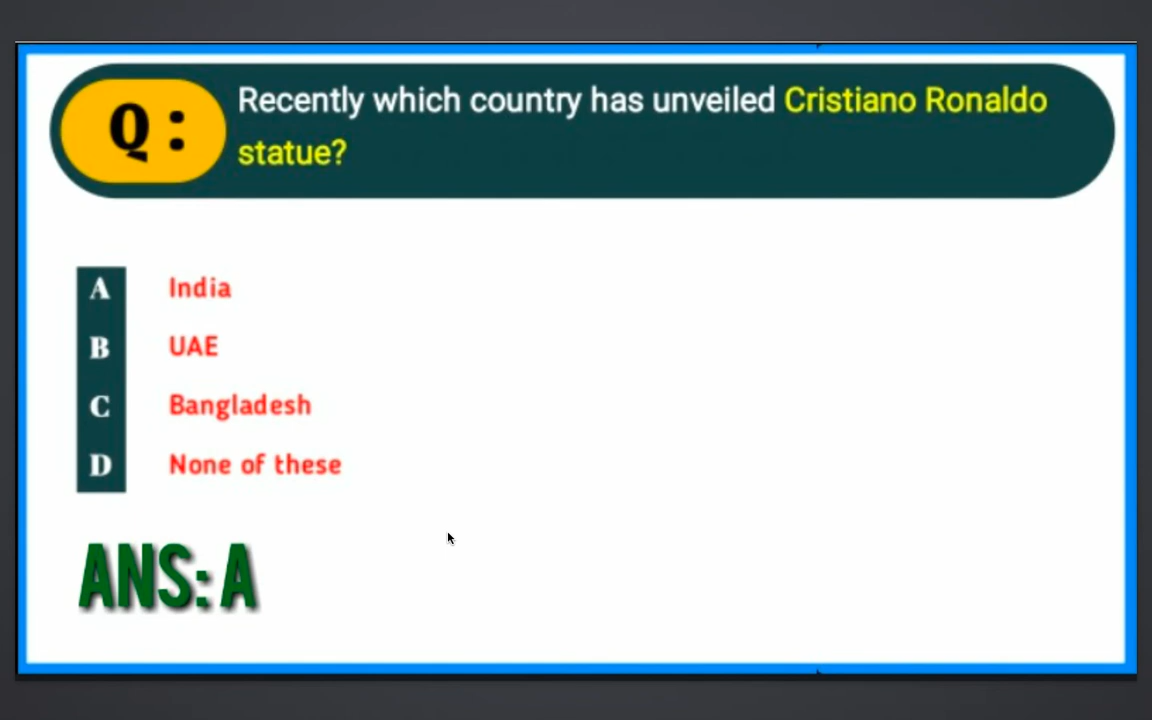 Q :
Recently which country has unveiled Cristiano Ronaldo
statue?
A India
B UAE
C Bangladesh
D None of these
ANS: A